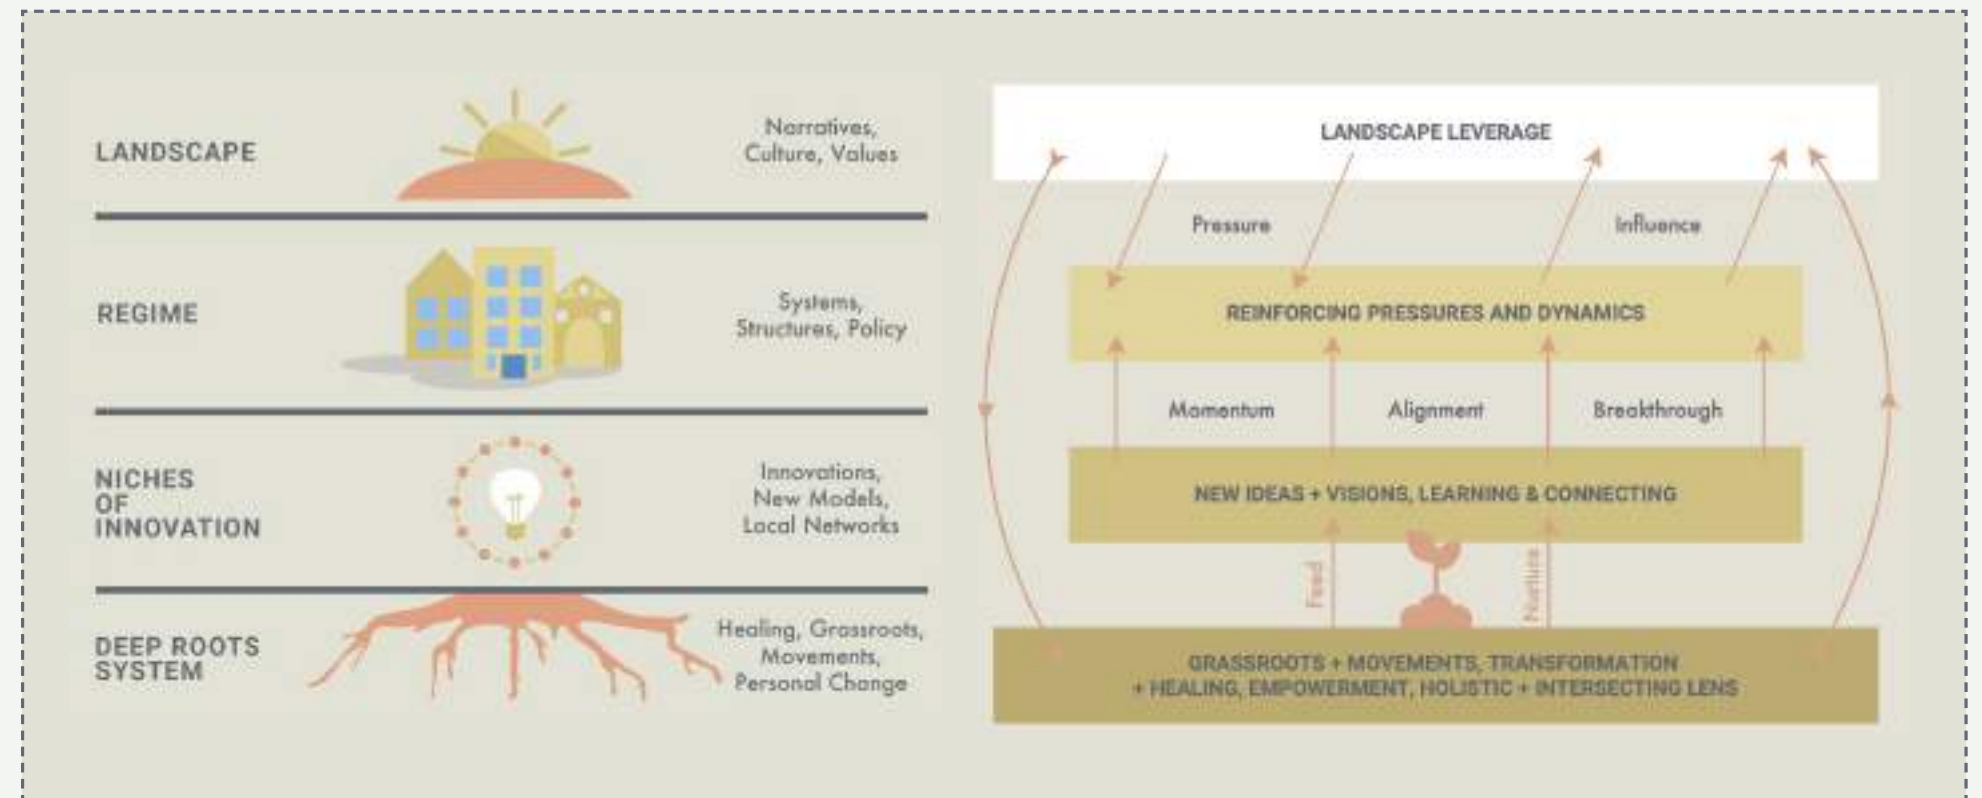 LANDSCAPE
Narratives,
Culture, Values
REGIME
Systems,
Structures, Policy
NICHES
OF
INNOVATION
Innovations,
New Models,
Local Networks
DEEP ROOTS
SYSTEM
Healing, Grassroots,
Movements,
Personal Change
LANDSCAPE LEVERAGE
Pressure
Influence
REINFORCING PRESSURES AND DYNAMICS
Momentum
Alignment
Breakthrough
NEW IDEAS + VISIONS, LEARNING & CONNECTING
Feed
Nurture
GRASSROOTS + MOVEMENTS, TRANSFORMATION
+ HEALING, EMPOWERMENT, HOLISTIC + INTERSECTING LENS